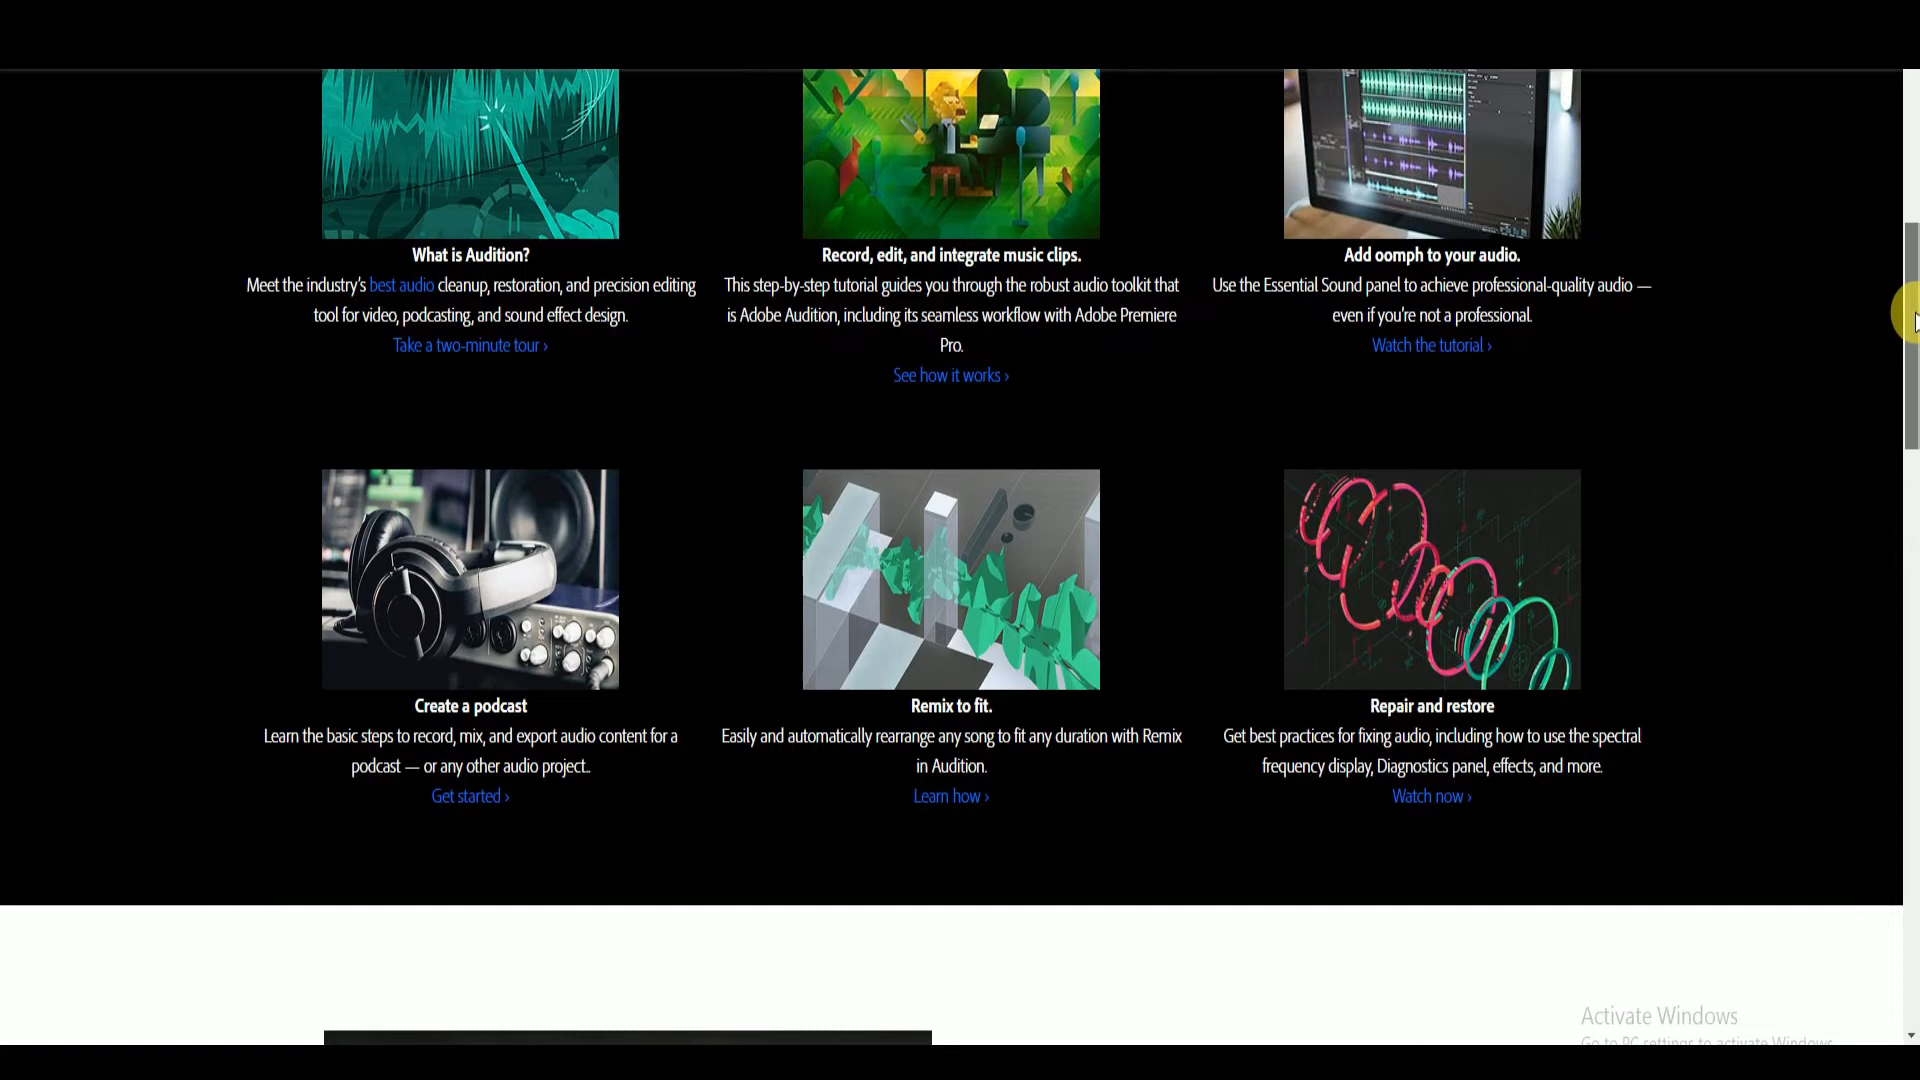 What is Audition?
Meet the industry's best audio cleanup, restoration, and precision editing
tool for video, podcasting, and sound effect design.
Take a two-minute tour ›
Record, edit, and integrate music clips.
This step-by-step tutorial guides you through the robust audio toolkit that
is Adobe Audition, including its seamless workflow with Adobe Premiere
Pro.
See how it works ›
Add oomph to your audio.
Use the Essential Sound panel to achieve professional-quality audio —
even if you're not a professional.
Watch the tutorial ›
Create a podcast
Learn the basic steps to record, mix, and export audio content for a
podcast — or any other audio project..
Get started ›
Remix to fit.
Easily and automatically rearrange any song to fit any duration with Remix
in Audition.
Learn how ›
Repair and restore
Get best practices for fixing audio, including how to use the spectral
frequency display, Diagnostics panel, effects, and more.
Watch now ›
Activate Windows
Go to PC settings to activate Windows.